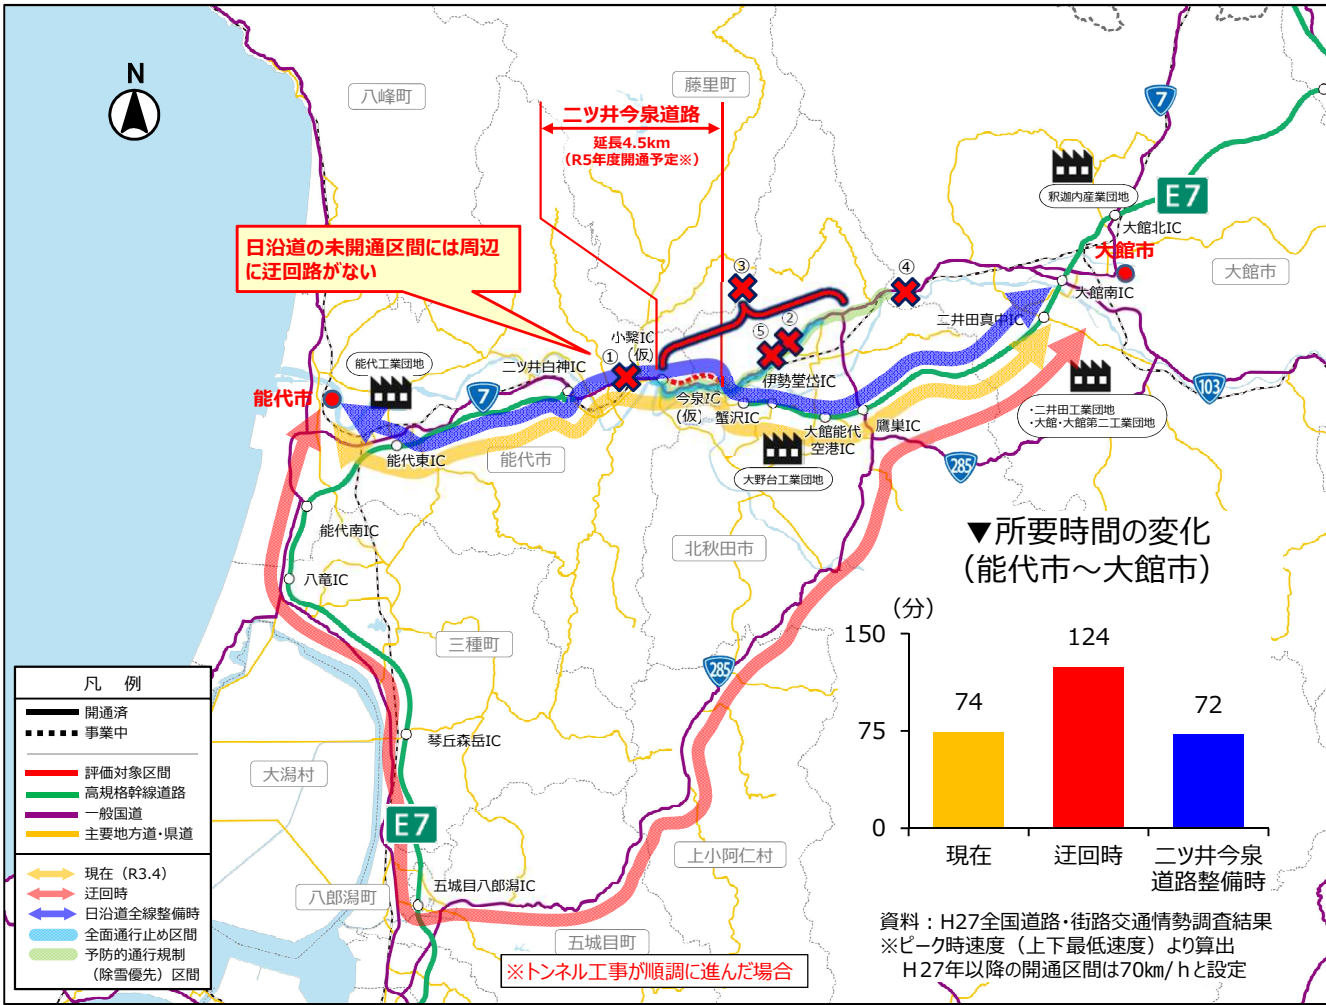 N
八峰町
藤里町
二ツ井今泉道路
延長4.5km
(R5年度開通予定※)
7
釈迦内産業団地
E7
大館北IC
大館市
大館市
大館南IC
日沿道の未開通区間には周辺
に迂回路がない
③
④
⑤
②
①
小繋IC
(仮)
二井田真中IC
能代工業団地
二ツ井白神IC
能代市
7
伊勢堂岱IC
今泉IC
(仮)
蟹沢IC
103
・二井田工業団地
・大館・大館第二工業団地
大館能代
空港IC
鷹巣IC
能代東IC
能代市
285
大野台工業団地
能代南IC
北秋田市
八竜IC
三種町
285
琴丘森岳IC
大潟村
E7
上小阿仁村
五城目八郎潟IC
八郎潟町
五城目町
※トンネル工事が順調に進んだ場合
凡 例
開通済
事業中
評価対象区間
高規格幹線道路
一般国道
主要地方道・県道
現在（R3.4）
迂回時
日沿道全線整備時
全面通行止め区間
予防的通行規制
（除雪優先）区間
▼所要時間の変化
（能代市～大館市）
（分）
150
75
0
74
124
72
現在
迂回時
二ツ井今泉
道路整備時
資料：H27全国道路・街路交通情勢調査結果
※ピーク時速度（上下最低速度）より算出
H27年以降の開通区間は70km/hと設定